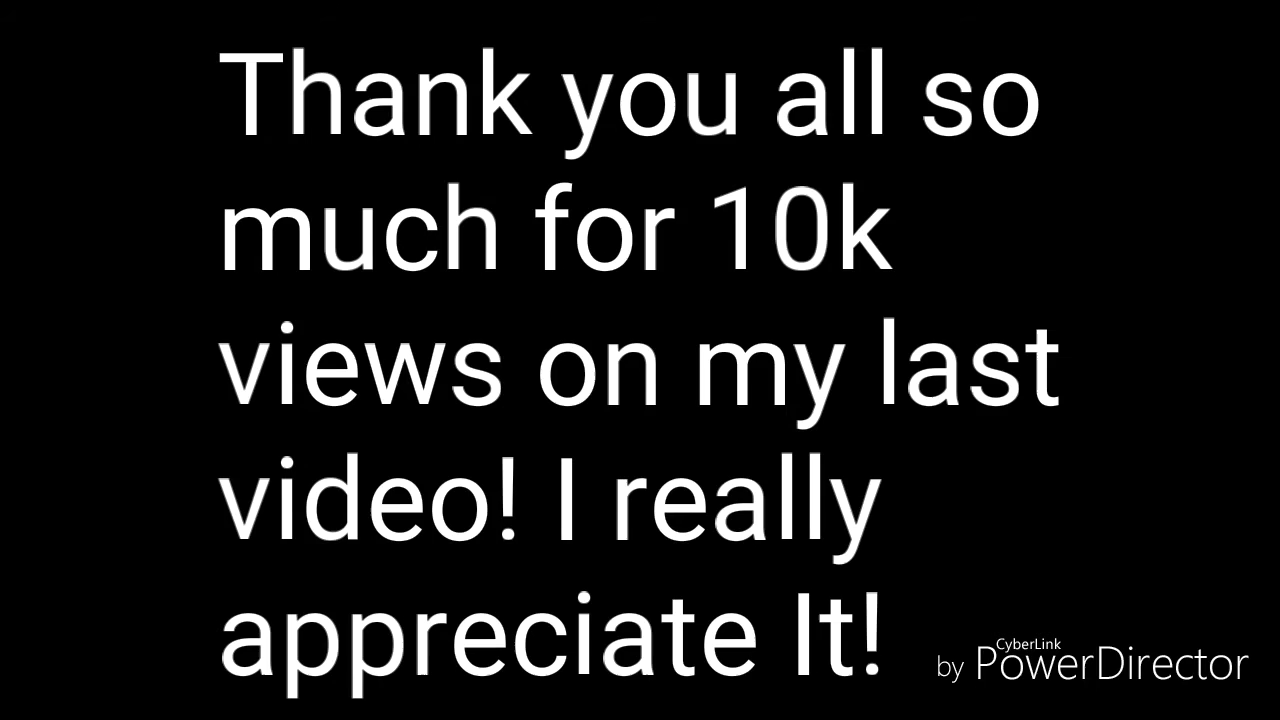 Thank you all so
much for 10k
views on my last
video! I really
appreciate It!
CyberLink
by PowerDirector